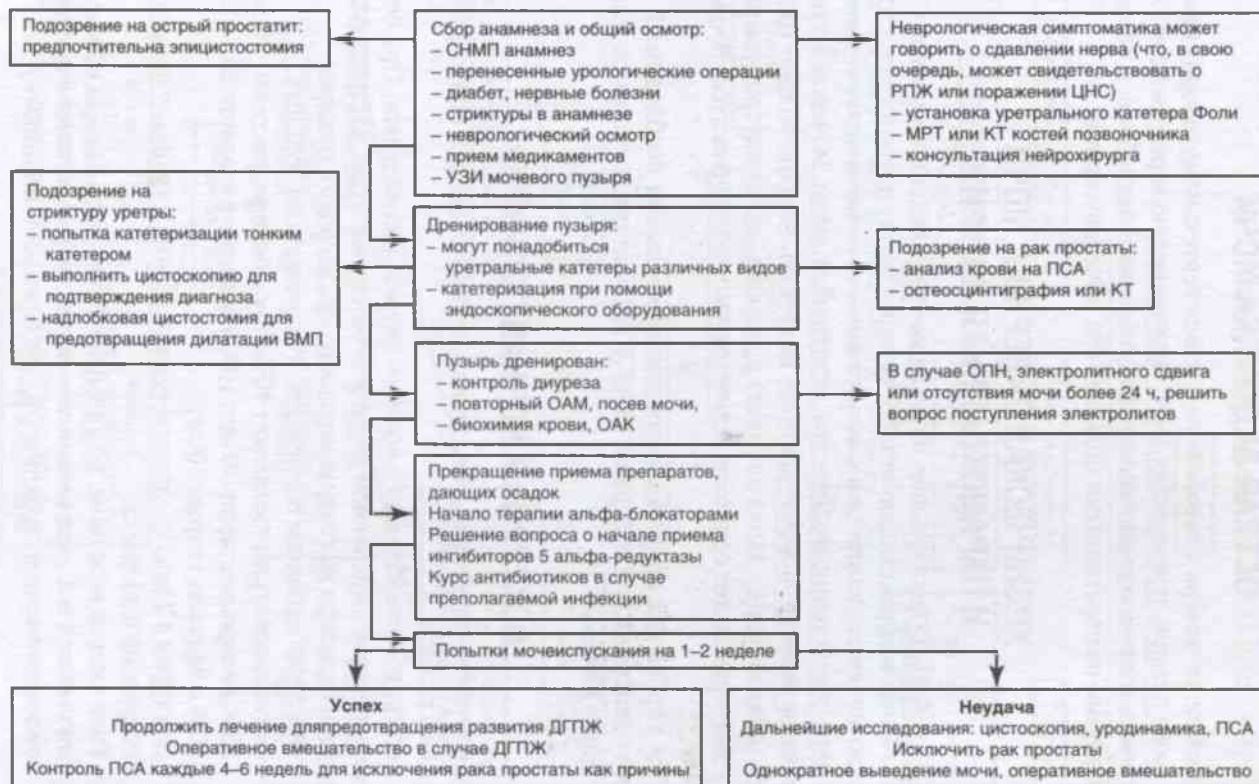 Подозрение на острый простатит:
предпочтительна эпицистостомия
Сбор анамнеза и общий осмотр:
– СНМП анамнез
– перенесенные урологические операции
– диабет, нервные болезни
– стриктуры в анамнезе
– неврологический осмотр
– прием медикаментов
– УЗИ мочевого пузыря
Неврологическая симптоматика может
говорить о сдавлении нерва (что, в свою
очередь, может свидетельствовать о
РПЖ или поражении ЦНС)
– установка уретрального катетера Фоли
– МРТ или КТ костей позвоночника
– консультация нейрохирурга
Подозрение на
стриктуру уретры:
– попытка катетеризации тонким
катетером
– выполнить цистоскопию для
подтверждения диагноза
– надлобковая цистостомия для
предотвращения дилатации ВМП
Дренирование пузыря:
– могут понадобиться
уретральные катетеры различных видов
– катетеризация при помощи
эндоскопического оборудования
Подозрение на рак простаты:
– анализ крови на ПСА
– остеосцинтиграфия или КТ
Пузырь дренирован:
– контроль диуреза
– повторный ОАМ, посев мочи,
– биохимия крови, ОАК
В случае ОПН, электролитного сдвига
или отсутствия мочи более 24 ч, решить
вопрос поступления электролитов
Прекращение приема препаратов,
дающих осадок
Начало терапии альфа-блокаторами
Решение вопроса о начале приема
ингибиторов 5 альфа-редуктазы
Курс антибиотиков в случае
преполагаемой инфекции
Попытки мочеиспускания на 1–2 неделе
Успех
Продолжить лечение дляпредотвращения развития ДГПЖ
Оперативное вмешательство в случае ДГПЖ
Контроль ПСА каждые 4–6 недель для исключения рака простаты как причины
Неудача
Дальнейшие исследования: цистоскопия, уродинамика, ПСА
Исключить рак простаты
Однократное выведение мочи, оперативное вмешательство